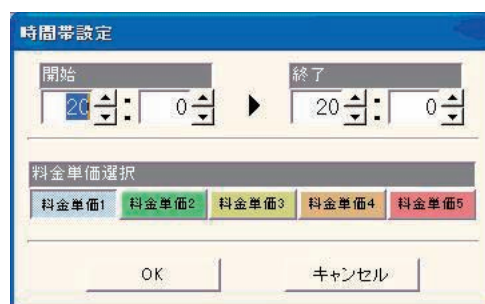 時間帯設定
開始 終了
20 : 0 ▶ 20 : 0
料金単価選択
料金単価1 料金単価2 料金単価3 料金単価4 料金単価5
OK キャンセル